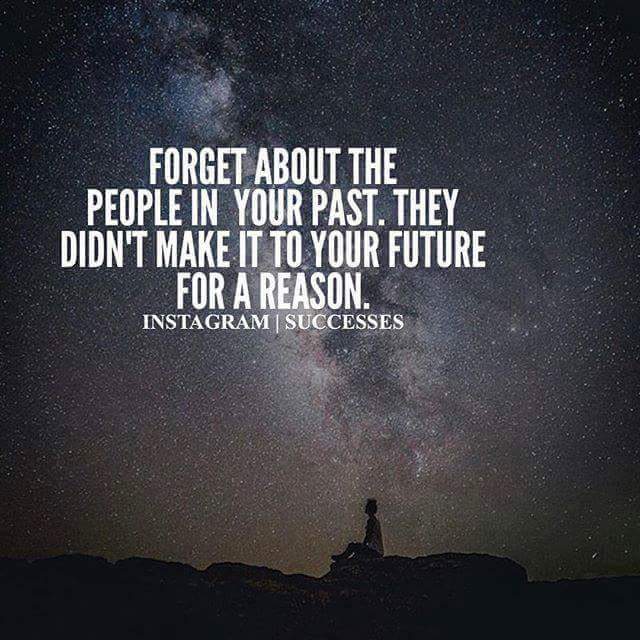 FORGET ABOUT THE
PEOPLE IN YOUR PAST. THEY
DIDN'T MAKE IT TO YOUR FUTURE
FOR A REASON.
INSTAGRAM | SUCCESSES